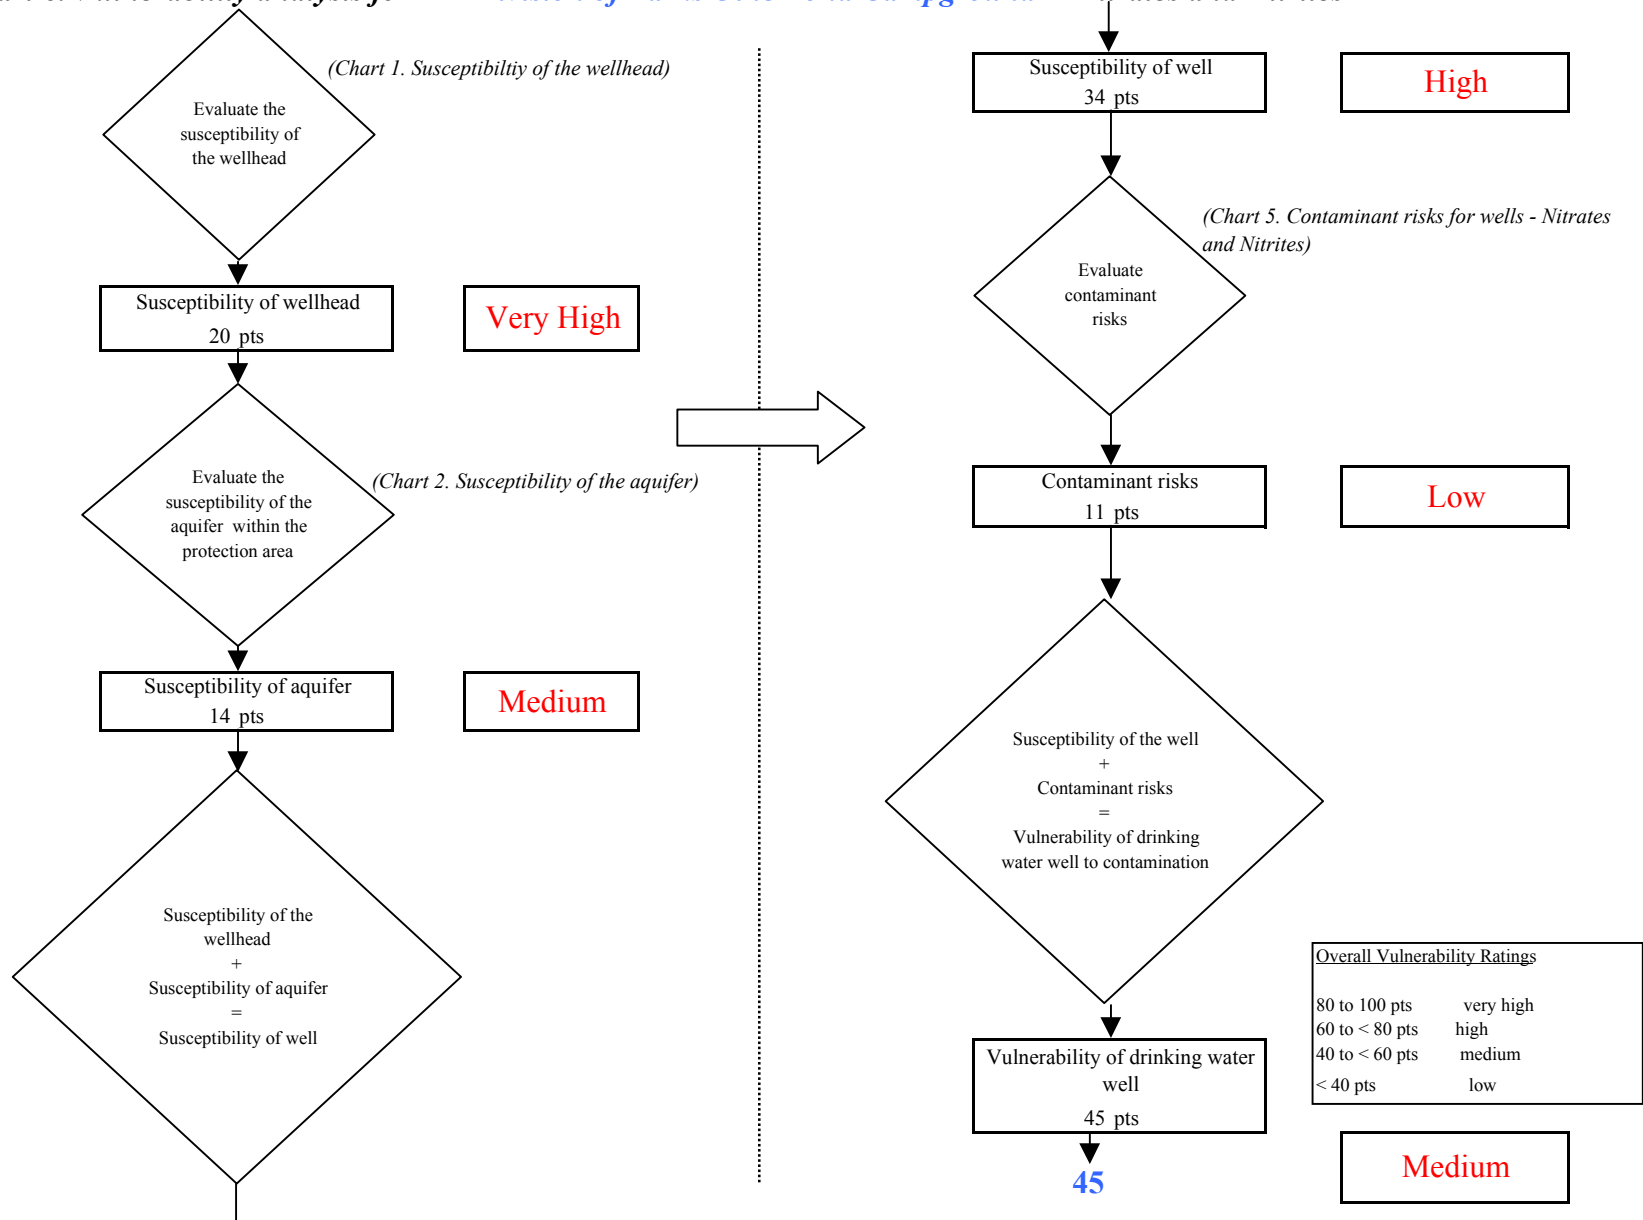 (Chart 1. Susceptibiltiy of the wellhead)
Evaluate the
susceptibility of
the wellhead
Susceptibility of wellhead
20 pts
Very High
(Chart 2. Susceptibility of the aquifer)
Evaluate the
susceptibility of the
aquifer within the
protection area
Susceptibility of aquifer
14 pts
Medium
Susceptibility of the
wellhead
+
Susceptibility of aquifer
=
Susceptibility of well
Susceptibility of well
34 pts
High
(Chart 5. Contaminant risks for wells - Nitrates
and Nitrites)
Evaluate
contaminant
risks
Contaminant risks
11 pts
Low
Susceptibility of the well
+
Contaminant risks
=
Vulnerability of drinking
water well to contamination
Overall Vulnerability Ratings
80 to 100 pts very high
60 to < 80 pts high
40 to < 60 pts medium
< 40 pts low
Vulnerability of drinking water
well
45 pts
45
Medium